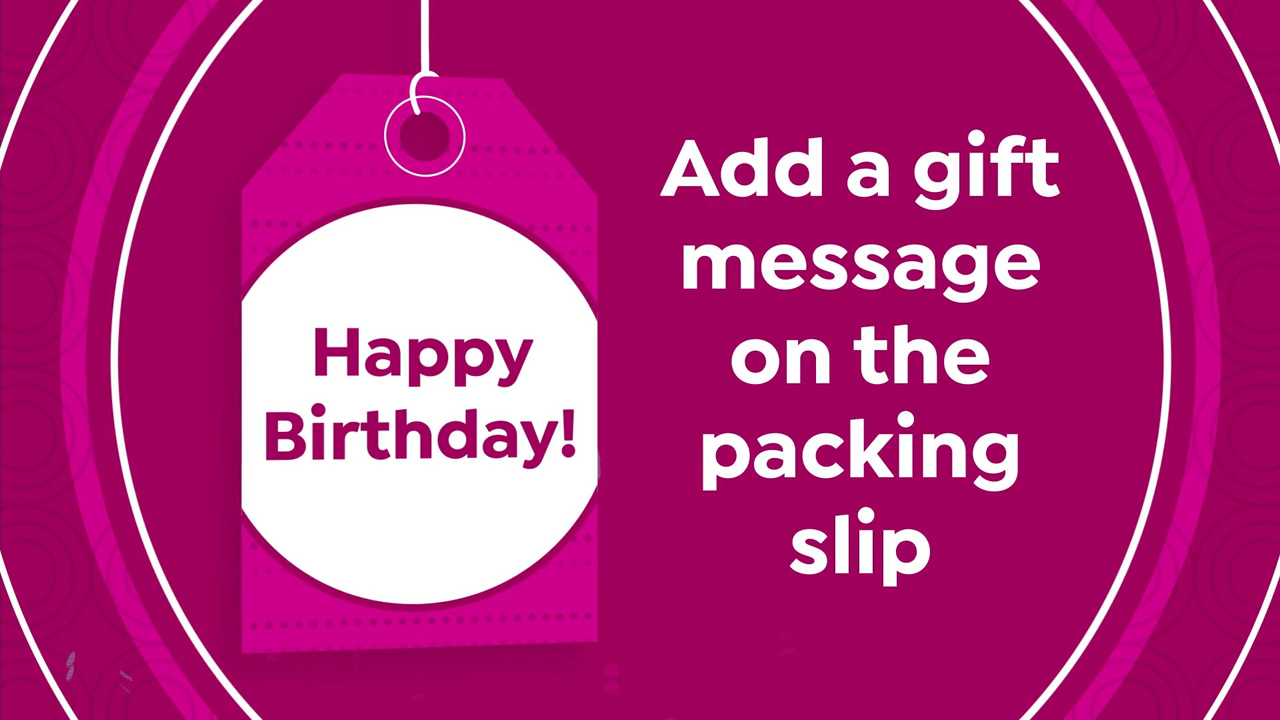 Happy
Birthday!
Add a gift
message
on the
packing
slip